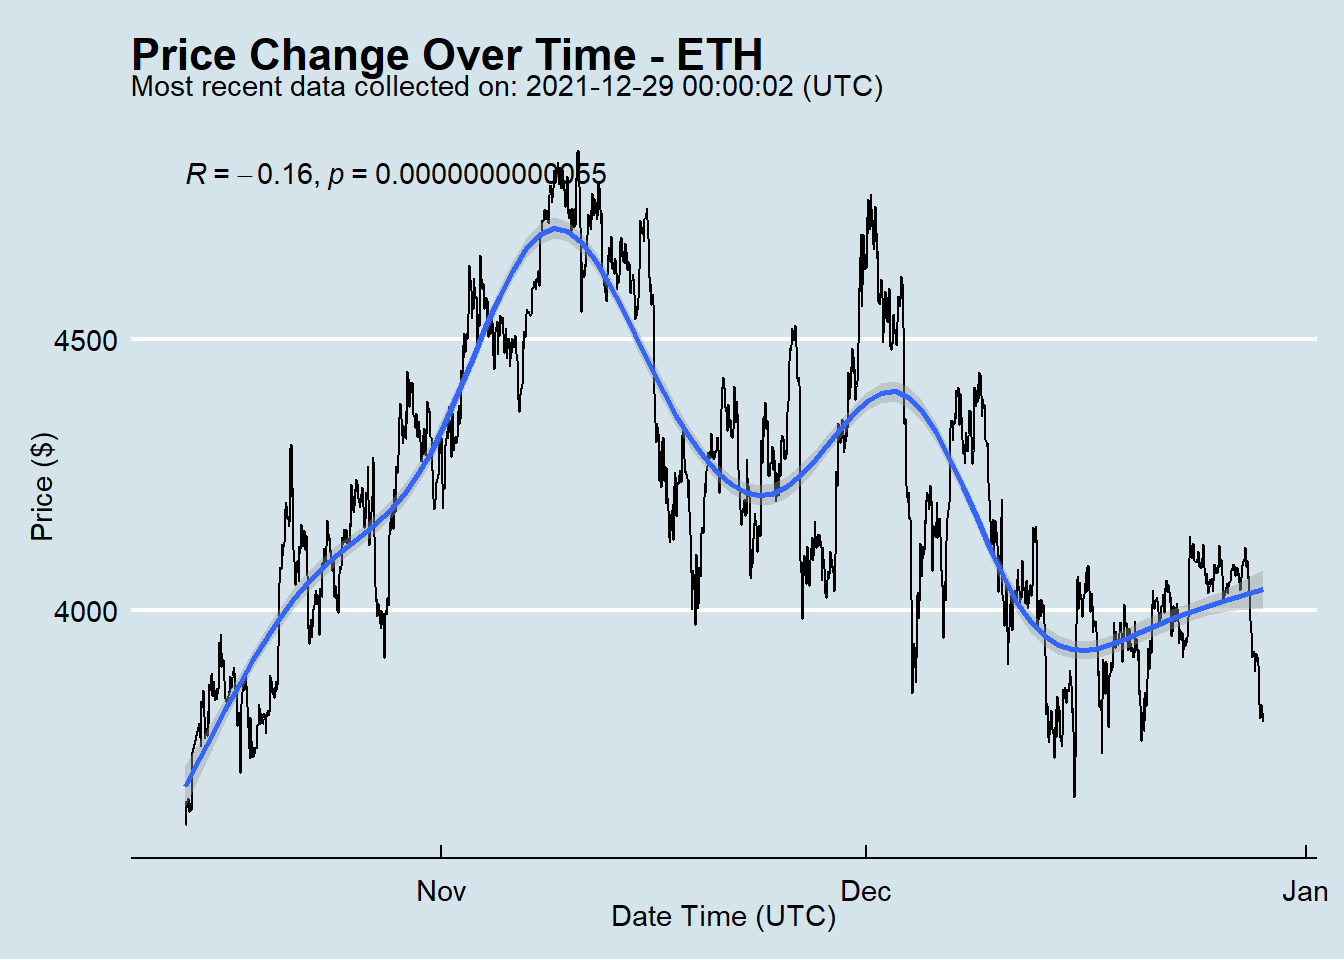 Price Change Over Time - ETH
Most recent data collected on: 2021-12-29 00:00:02 (UTC)
R = −0.16, p = 0.0000000000055
4500
4000
Price ($)
Nov Dec Jan
Date Time (UTC)